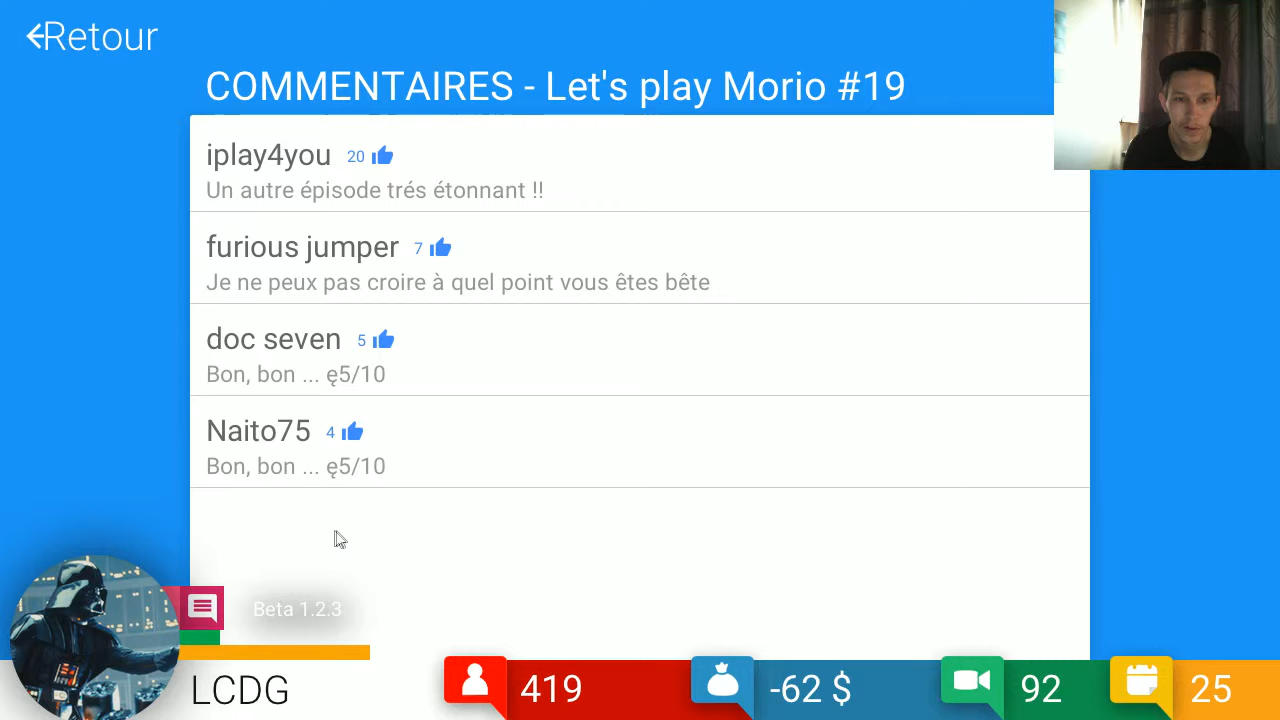 Retour
COMMENTAIRES - Let's play Morio #19
iplay4you 20
Un autre épisode trés étonnant !!
furious jumper 7
Je ne peux pas croire à quel point vous êtes bête
doc seven 5
Bon, bon ... ę5/10
Naito75 4
Bon, bon ... ę5/10
Beta 1.2.3
LCDG 419 -62 $ 92 25